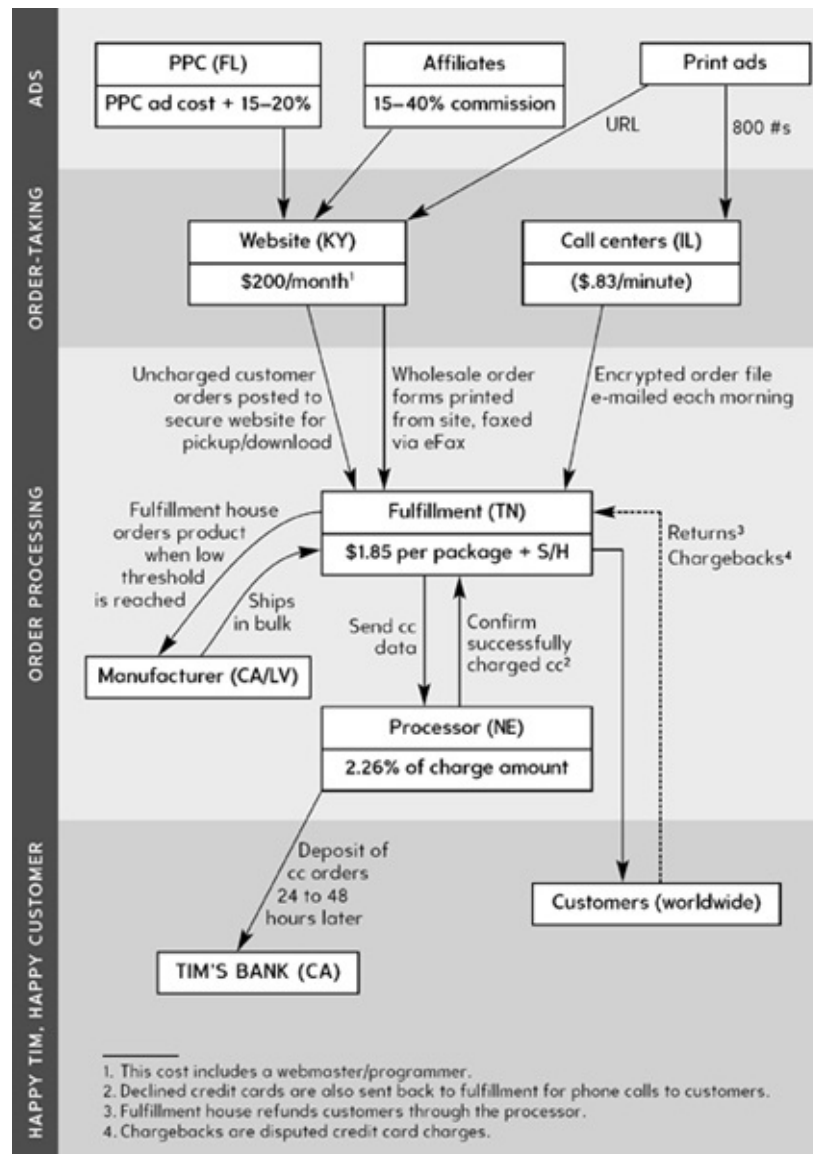 ADS
PPC (FL)
PPC ad cost + 15–20%
Affiliates
15–40% commission
Print ads
URL
800 #s
ORDER-TAKING
Website (KY)
$200/month¹
Call centers (IL)
($.83/minute)
ORDER PROCESSING
Uncharged customer
orders posted to
secure website for
pickup/download
Wholesale order
forms printed
from site, faxed
via eFax
Encrypted order file
e-mailed each morning
Fulfillment house
orders product
when low
threshold
is reached
Fulfillment (TN)
$1.85 per package + S/H
Returns³
Chargebacks⁴
Ships
in bulk
Send cc
data
Confirm
successfully
charged cc²
Manufacturer (CA/LV)
Processor (NE)
2.26% of charge amount
HAPPY TIM, HAPPY CUSTOMER
Deposit of
cc orders
24 to 48
hours later
Customers (worldwide)
TIM'S BANK (CA)
1. This cost includes a webmaster/programmer.
2. Declined credit cards are also sent back to fulfillment for phone calls to customers.
3. Fulfillment house refunds customers through the processor.
4. Chargebacks are disputed credit card charges.